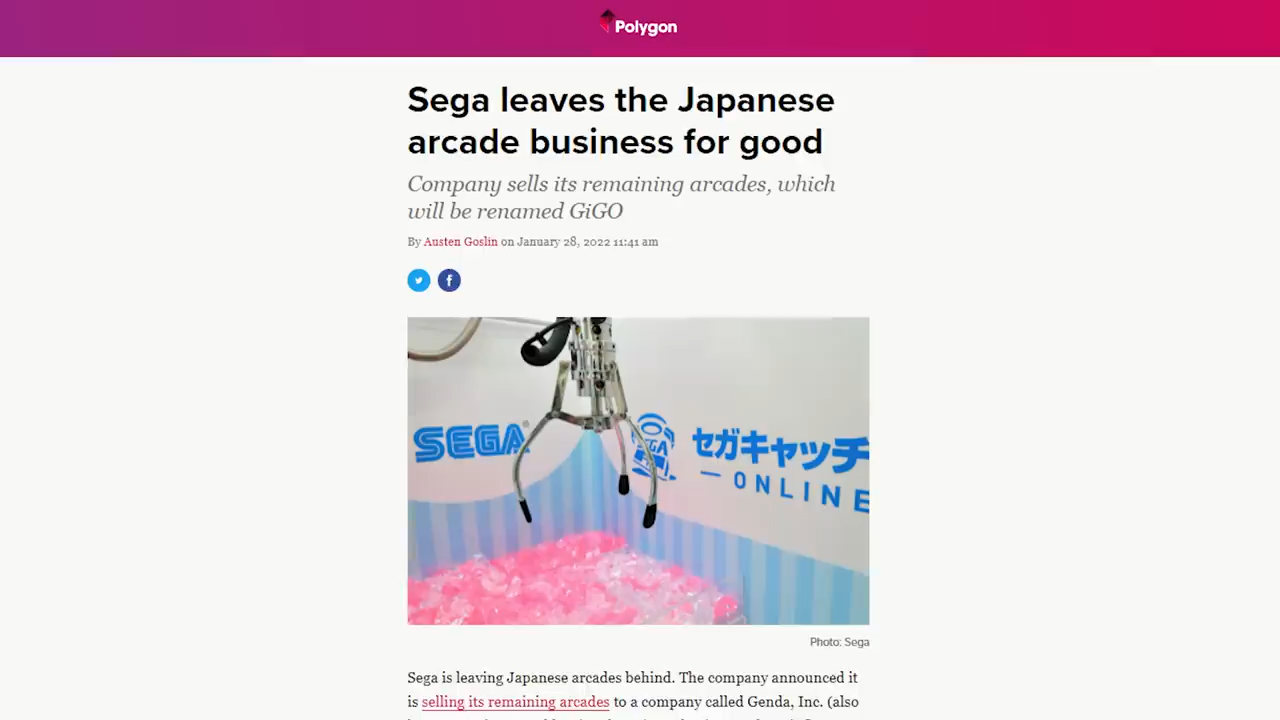 Polygon
Sega leaves the Japanese
arcade business for good
Company sells its remaining arcades, which
will be renamed GiGO
By Austen Goslin on January 28, 2022 11:41 am
SEGA
SEGA
セガキャッチ
ONLINE
Photo: Sega
Sega is leaving Japanese arcades behind. The company announced it
is selling its remaining arcades to a company called Genda, Inc. (also